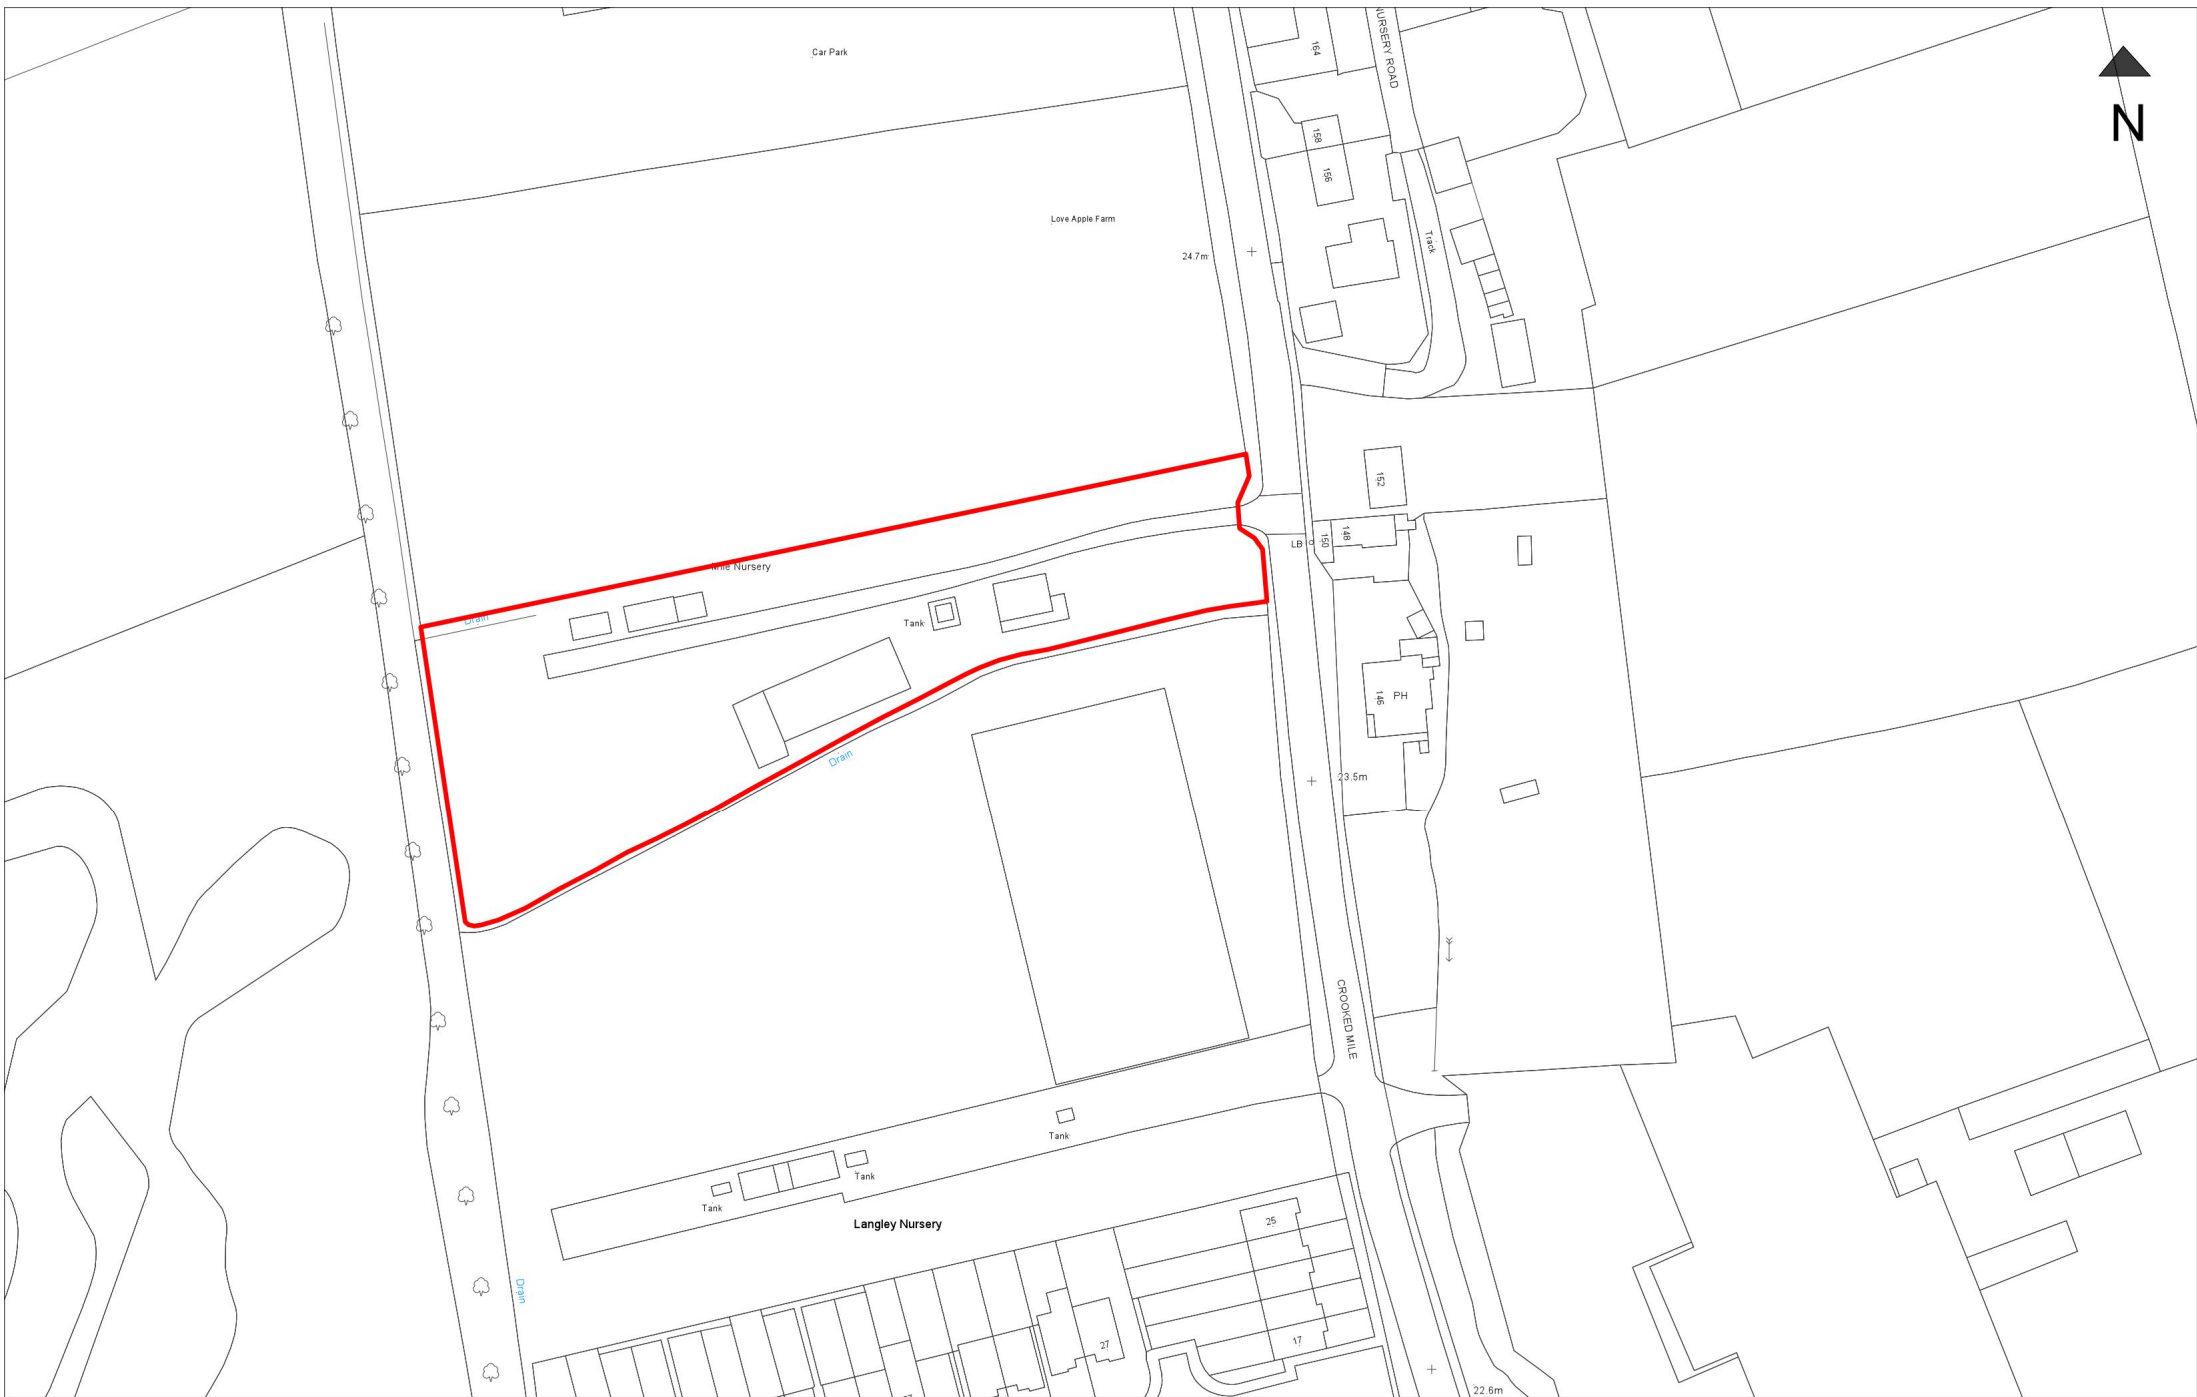 Car Park
164
NURSERY ROAD
N
158
156
Love Apple Farm
Track
24.7m
152
148
150
LB
Mile Nursery
Drain
Tank
146
PH
Drain
23.5m
CROOKED MILE
Tank
Tank
Tank
Langley Nursery
25
Drain
17
27
22.6m